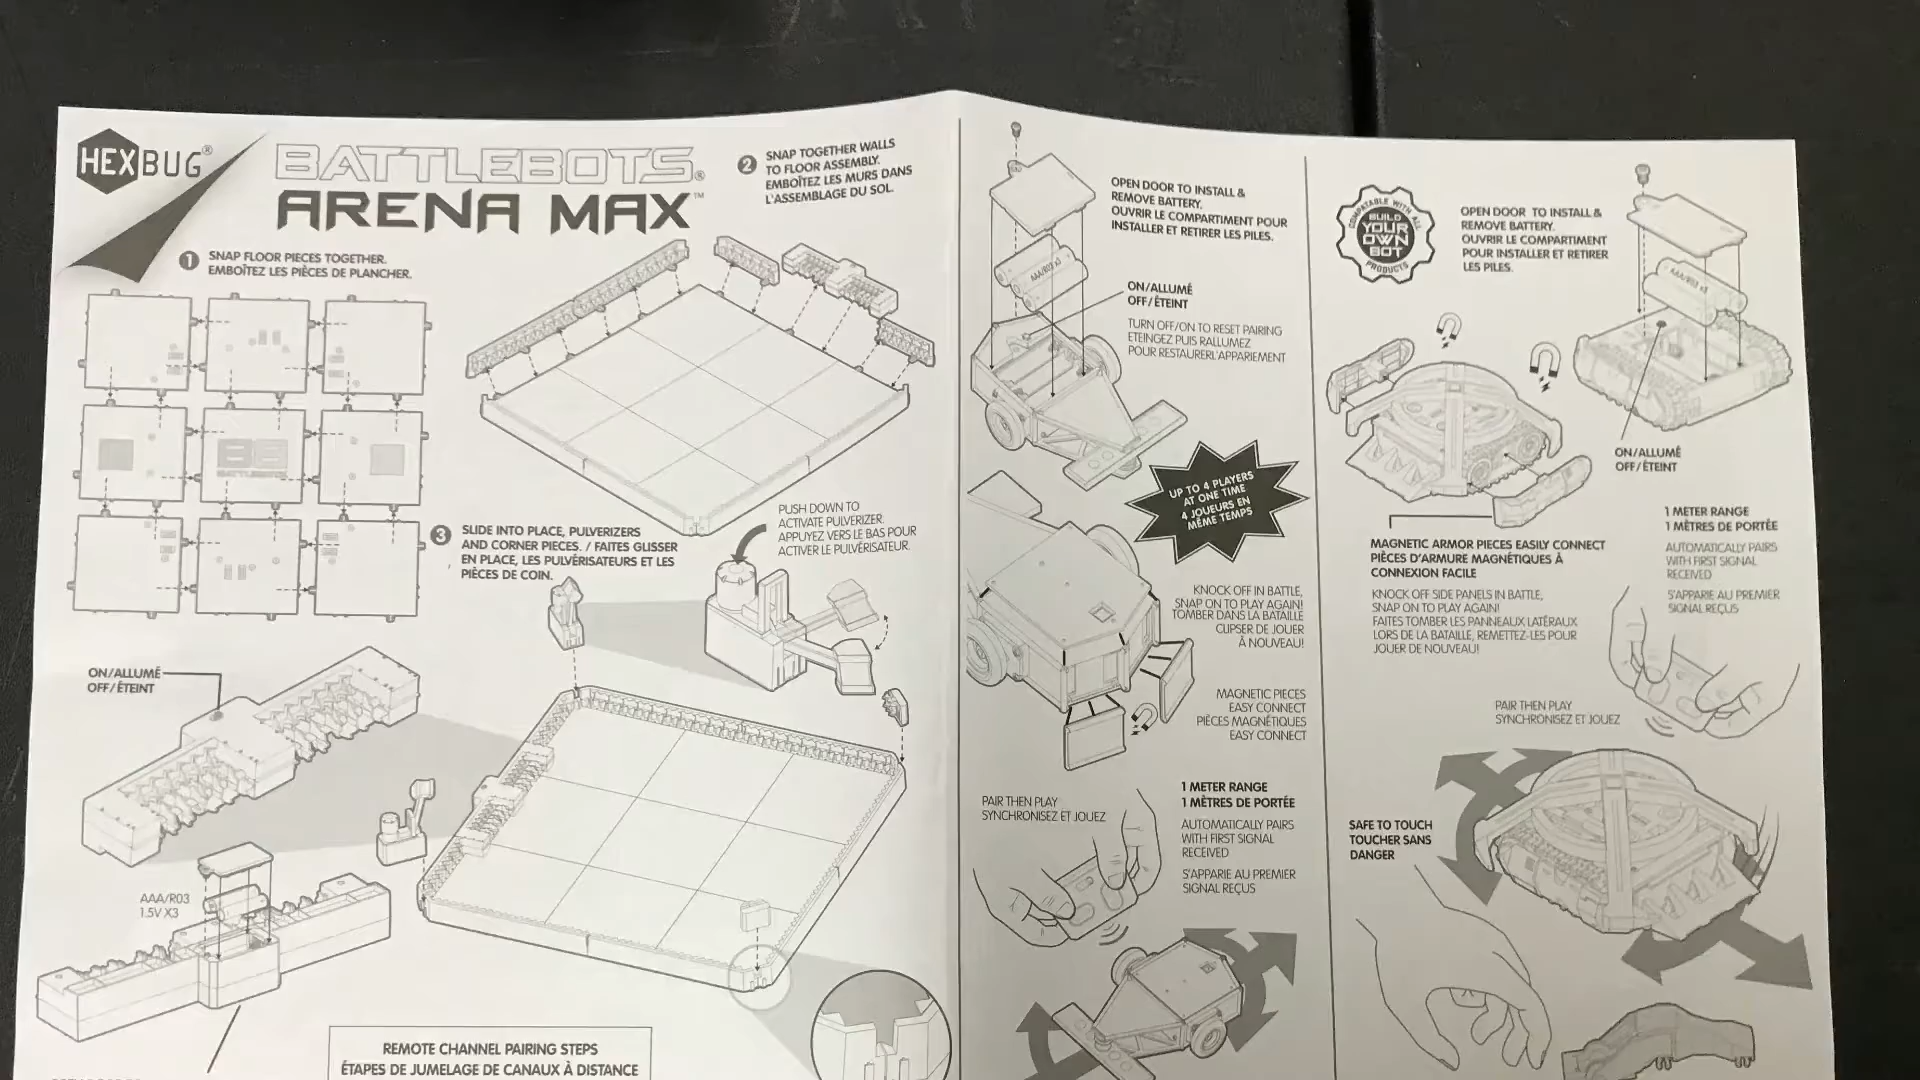 HEXBUG®
BATTLEBOTS®
ARENA MAX™
1 SNAP FLOOR PIECES TOGETHER.
EMBOÎTEZ LES PIÈCES DE PLANCHER.
2 SNAP TOGETHER WALLS
TO FLOOR ASSEMBLY.
EMBOÎTEZ LES MURS DANS
L'ASSEMBLAGE DU SOL.
3 SLIDE INTO PLACE, PULVERIZERS
AND CORNER PIECES. / FAITES GLISSER
EN PLACE, LES PULVÉRISATEURS ET LES
PIÈCES DE COIN.
PUSH DOWN TO
ACTIVATE PULVERIZER.
APPUYEZ VERS LE BAS POUR
ACTIVER LE PULVÉRISATEUR.
ON/ALLUMÉ
OFF/ÉTEINT
AAA/R03
1.5V X3
REMOTE CHANNEL PAIRING STEPS
ÉTAPES DE JUMELAGE DE CANAUX À DISTANCE
OPEN DOOR TO INSTALL &
REMOVE BATTERY.
OUVRIR LE COMPARTIMENT POUR
INSTALLER ET RETIRER LES PILES.
AAA/R03 x3
ON/ALLUMÉ
OFF/ÉTEINT
TURN OFF/ON TO RESET PAIRING
ETEINGEZ PUIS RALLUMEZ
POUR RESTAURERL'APPARIEMENT
UP TO 4 PLAYERS
AT ONE TIME
4 JOUEURS EN
MÊME TEMPS
KNOCK OFF IN BATTLE,
SNAP ON TO PLAY AGAIN!
TOMBER DANS LA BATAILLE
CLIPSER DE JOUER
À NOUVEAU!
MAGNETIC PIECES
EASY CONNECT
PIÈCES MAGNÉTIQUES
EASY CONNECT
PAIR THEN PLAY
SYNCHRONISEZ ET JOUEZ
1 METER RANGE
1 MÈTRES DE PORTÉE
AUTOMATICALLY PAIRS
WITH FIRST SIGNAL
RECEIVED
S'APPARIE AU PREMIER
SIGNAL REÇUS
COMPATABLE WITH ALL
BUILD
YOUR
OWN
BOT
PRODUCTS
OPEN DOOR TO INSTALL &
REMOVE BATTERY.
OUVRIR LE COMPARTIMENT
POUR INSTALLER ET RETIRER
LES PILES.
AAA/R03 x3
ON/ALLUMÉ
OFF/ÉTEINT
MAGNETIC ARMOR PIECES EASILY CONNECT
PIÈCES D'ARMURE MAGNÉTIQUES À
CONNEXION FACILE
KNOCK OFF SIDE PANELS IN BATTLE,
SNAP ON TO PLAY AGAIN!
FAITES TOMBER LES PANNEAUX LATÉRAUX
LORS DE LA BATAILLE, REMETTEZ-LES POUR
JOUER DE NOUVEAU!
1 METER RANGE
1 MÈTRES DE PORTÉE
AUTOMATICALLY PAIRS
WITH FIRST SIGNAL
RECEIVED
S'APPARIE AU PREMIER
SIGNAL REÇUS
PAIR THEN PLAY
SYNCHRONISEZ ET JOUEZ
SAFE TO TOUCH
TOUCHER SANS
DANGER